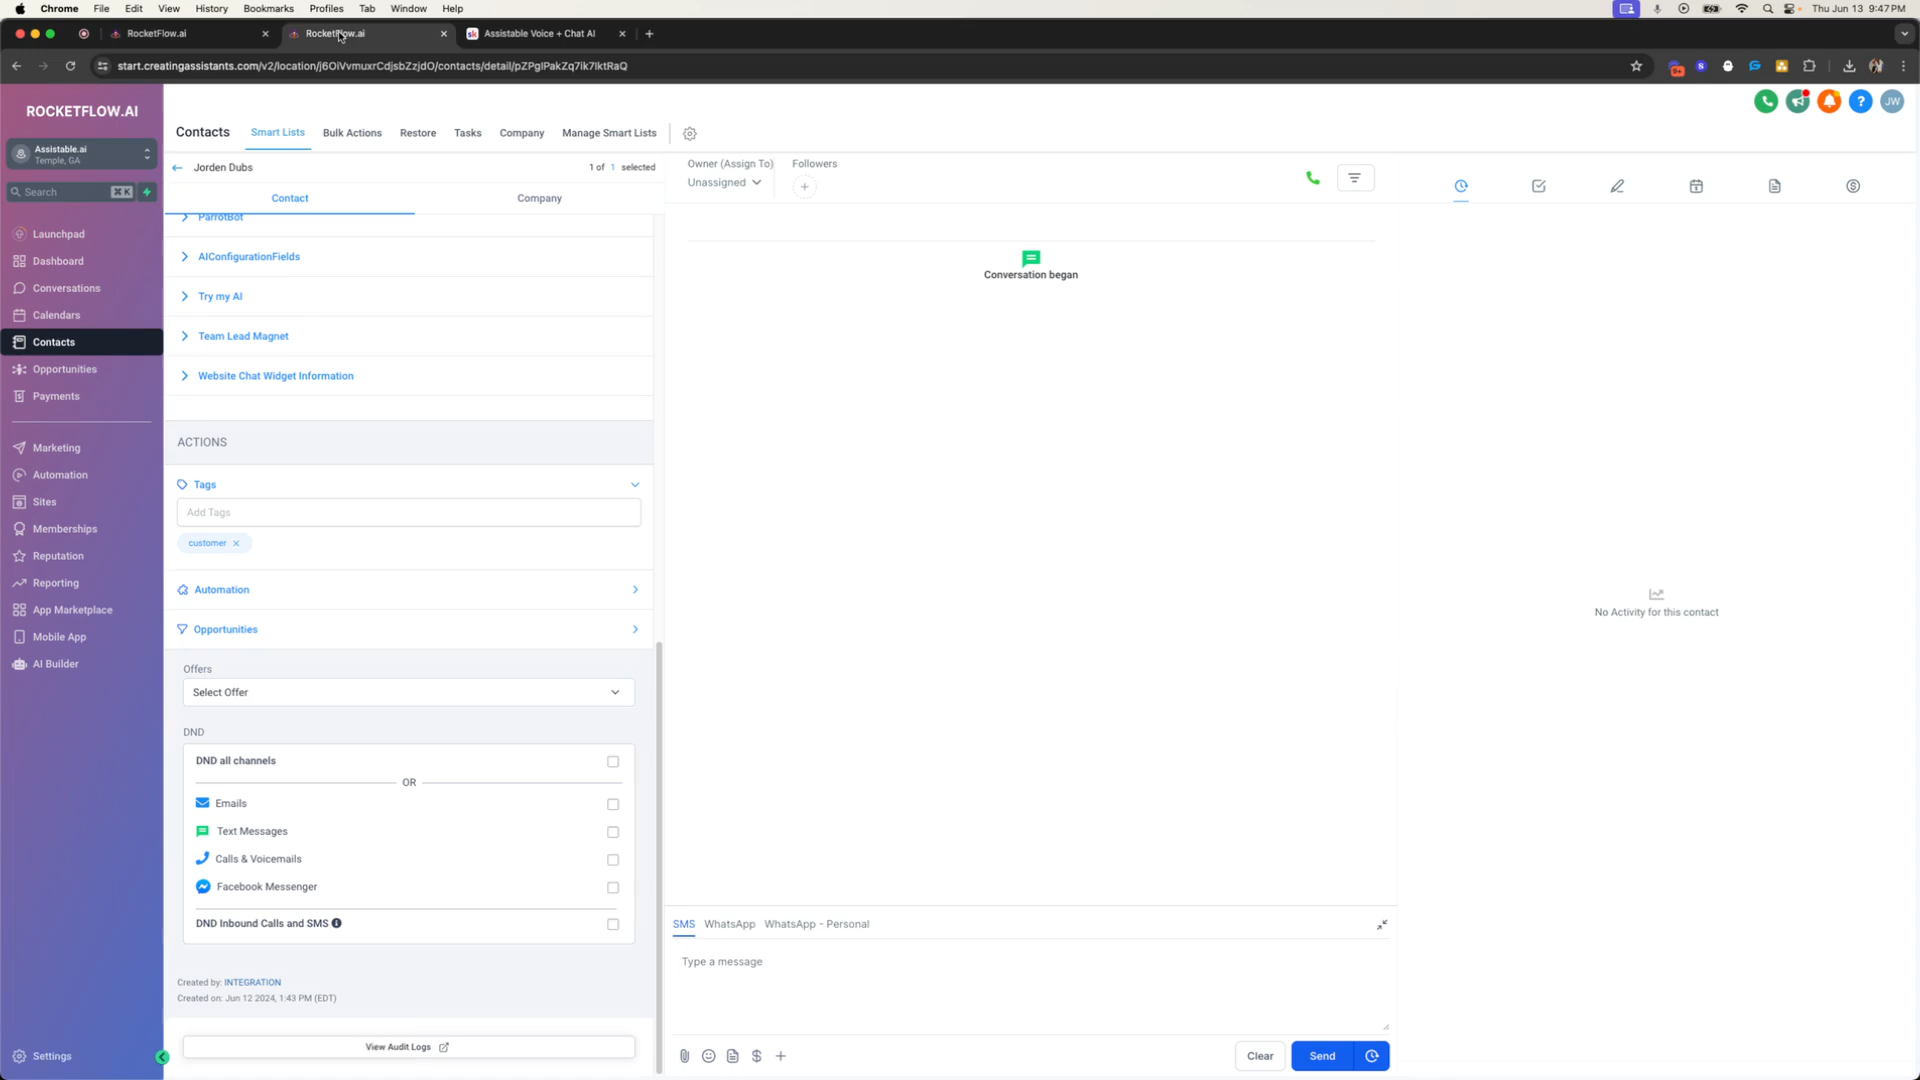 Chrome File Edit View History Bookmarks Profiles Tab Window Help
Thu Jun 13 9:47 PM
RocketFlow.ai
RocketFlow.ai
Assistable Voice + Chat AI
start.creatingassistants.com/v2/location/j6OiVvmuxrCdjsbZzjdO/contacts/detail/pZPgIPakZq7ik7lktRaQ
9+
ROCKETFLOW.AI
Assistable.ai
Temple, GA
Search
⌘ K
Launchpad
Dashboard
Conversations
Calendars
Contacts
Opportunities
Payments
Marketing
Automation
Sites
Memberships
Reputation
Reporting
App Marketplace
Mobile App
AI Builder
Settings
JW
Contacts Smart Lists Bulk Actions Restore Tasks Company Manage Smart Lists
Jorden Dubs
1 of 1 selected
Contact
Company
ParrotBot
AIConfigurationFields
Try my AI
Team Lead Magnet
Website Chat Widget Information
ACTIONS
Tags
Add Tags
customer
Automation
Opportunities
Offers
Select Offer
DND
DND all channels
OR
Emails
Text Messages
Calls & Voicemails
Facebook Messenger
DND Inbound Calls and SMS
Created by: INTEGRATION
Created on: Jun 12 2024, 1:43 PM (EDT)
View Audit Logs
Owner (Assign To)
Unassigned
Followers
Conversation began
SMS WhatsApp WhatsApp - Personal
Type a message
Clear
Send
No Activity for this contact